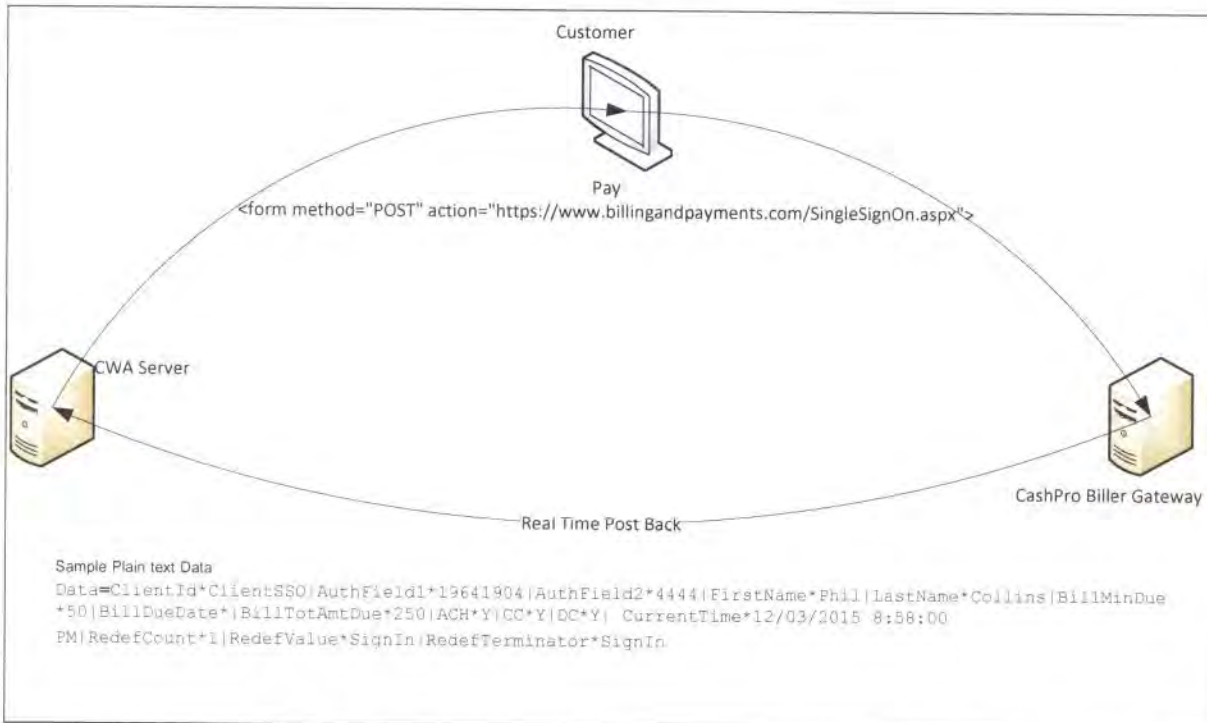 Customer
Pay
<form method="POST" action="https://www.billingandpayments.com/SingleSignOn.aspx">
CWA Server
CashPro Biller Gateway
Real Time Post Back
Sample Plain text Data
Data=ClientId*ClientSSO|AuthField1*19641904|AuthField2*4444|FirstName*Phil|LastName*Collins|BillMinDue
*50|BillDueDate*|BillTotAmtDue*250|ACH*Y|CC*Y|DC*Y| CurrentTime*12/03/2015 8:58:00
PM|RedefCount*1|RedefValue*SignIn|RedefTerminator*SignIn